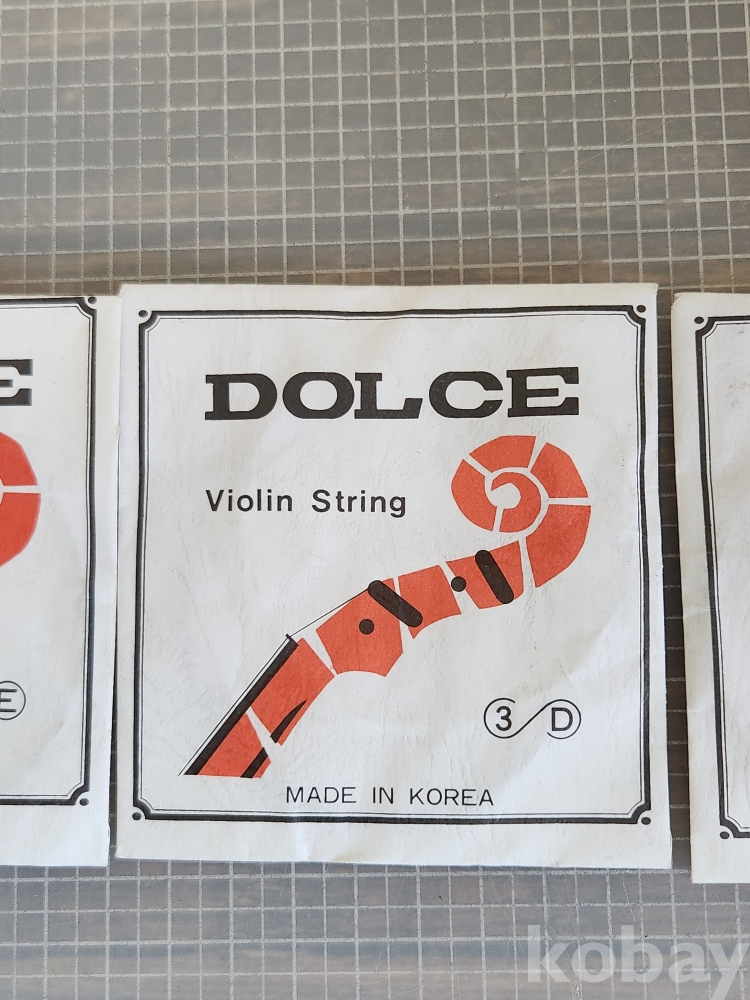 E
DOLCE
Violin String
E
3 D
MADE IN KOREA
kobay